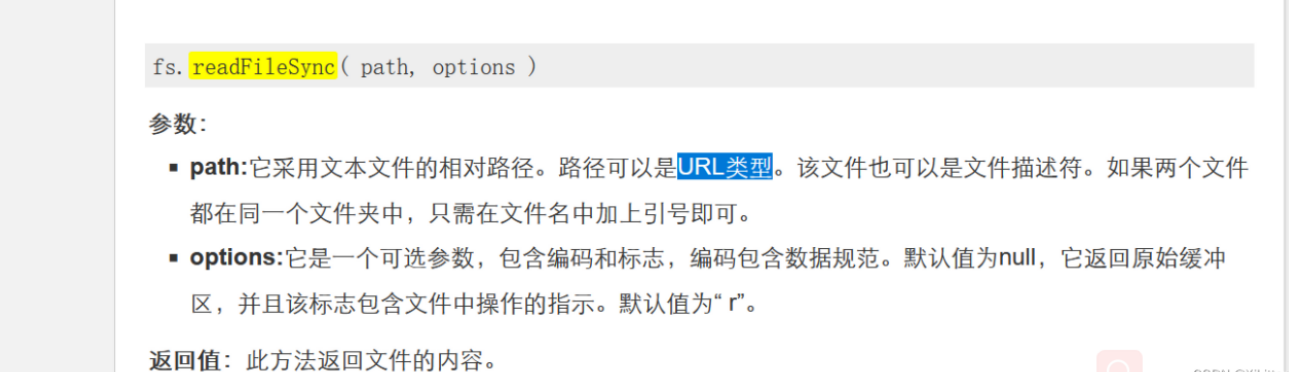 fs.readFileSync( path, options )
参数：
▪ path:它采用文本文件的相对路径。路径可以是URL类型。该文件也可以是文件描述符。如果两个文件
都在同一个文件夹中，只需在文件名中加上引号即可。
▪ options:它是一个可选参数，包含编码和标志，编码包含数据规范。默认值为null，它返回原始缓冲
区，并且该标志包含文件中操作的指示。默认值为“ r”。
返回值：此方法返回文件的内容。